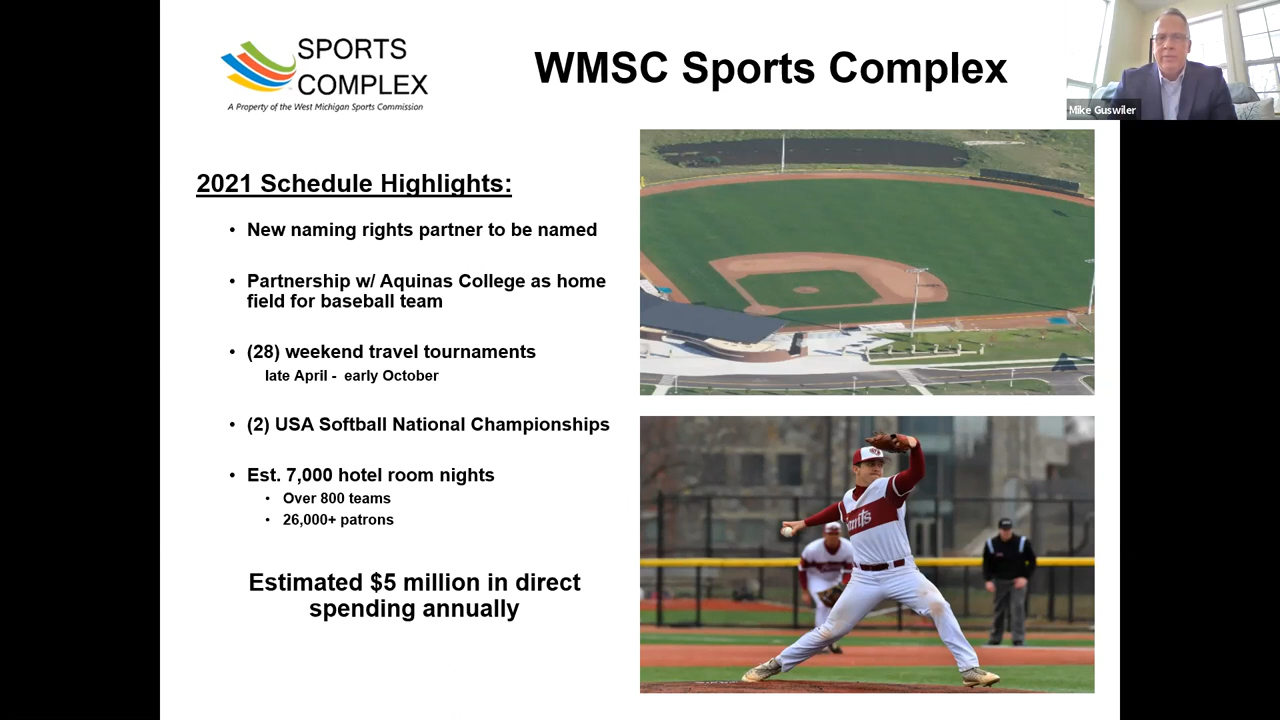 SPORTS
COMPLEX
A Property of the West Michigan Sports Commission
WMSC Sports Complex
Mike Guswiler
2021 Schedule Highlights:
• New naming rights partner to be named
• Partnership w/ Aquinas College as home
field for baseball team
• (28) weekend travel tournaments
late April - early October
• (2) USA Softball National Championships
• Est. 7,000 hotel room nights
• Over 800 teams
• 26,000+ patrons
Estimated $5 million in direct
spending annually